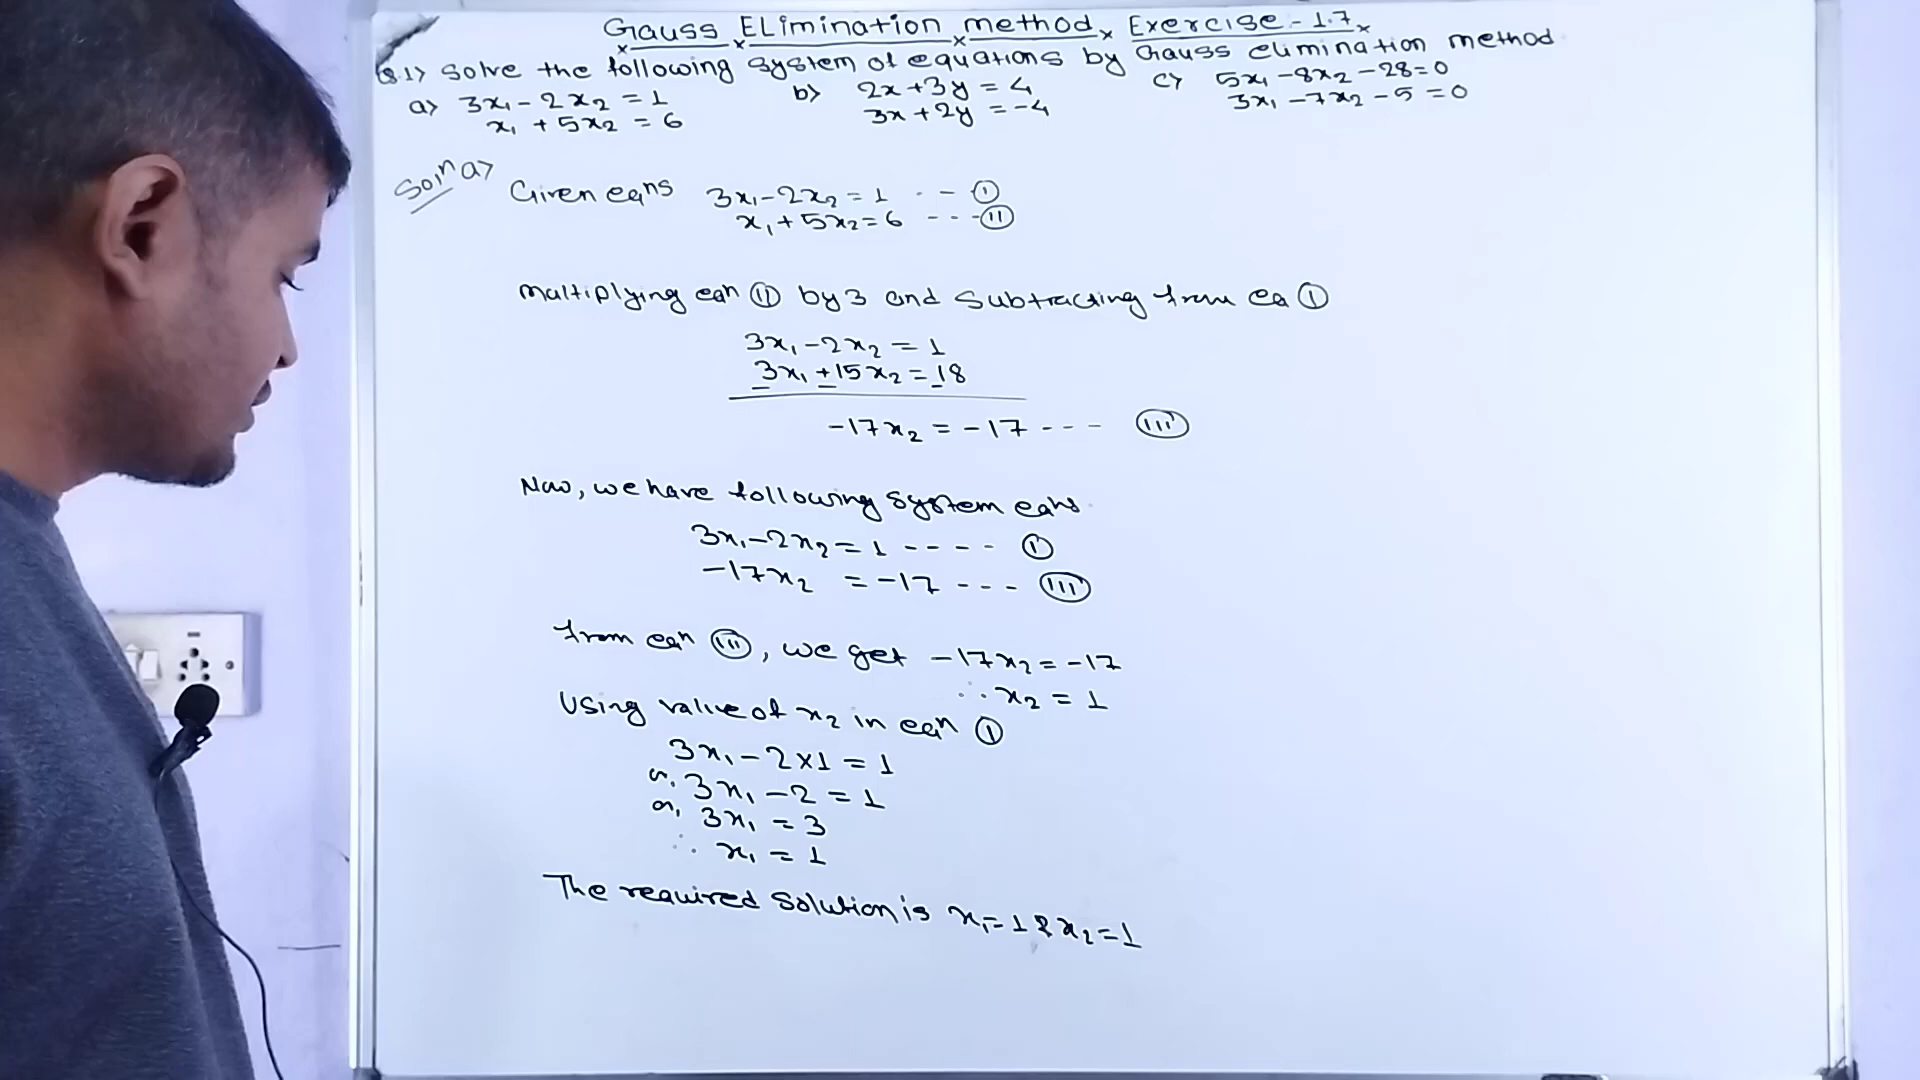 Gauss Elimination method Exercise - 1.7
Q.1> Solve the following system of equations by Gauss elimination method.
a> 3x₁ - 2x₂ = 1
x₁ + 5x₂ = 6
b> 2x + 3y = 4
3x + 2y = -4
c> 5x₁ - 8x₂ - 28 = 0
3x₁ - 7x₂ - 5 = 0
Solⁿ a>
Given eqⁿs 3x₁ - 2x₂ = 1 - - (I)
x₁ + 5x₂ = 6 - - - (II)
Multiplying eqⁿ (II) by 3 and Subtracting from eq (I)
3x₁ - 2x₂ = 1
3x₁ + 15x₂ = 18
- - -
-17x₂ = -17 - - - (III)
Now, we have following system eqⁿs.
3x₁ - 2x₂ = 1 - - - - (I)
-17x₂ = -17 - - - (III)
from eqⁿ (III), we get -17x₂ = -17
∴ x₂ = 1
Using value of x₂ in eqⁿ (I)
3x₁ - 2×1 = 1
or, 3x₁ - 2 = 1
or, 3x₁ = 3
∴ x₁ = 1
The required solution is x₁ = 1 & x₂ = 1